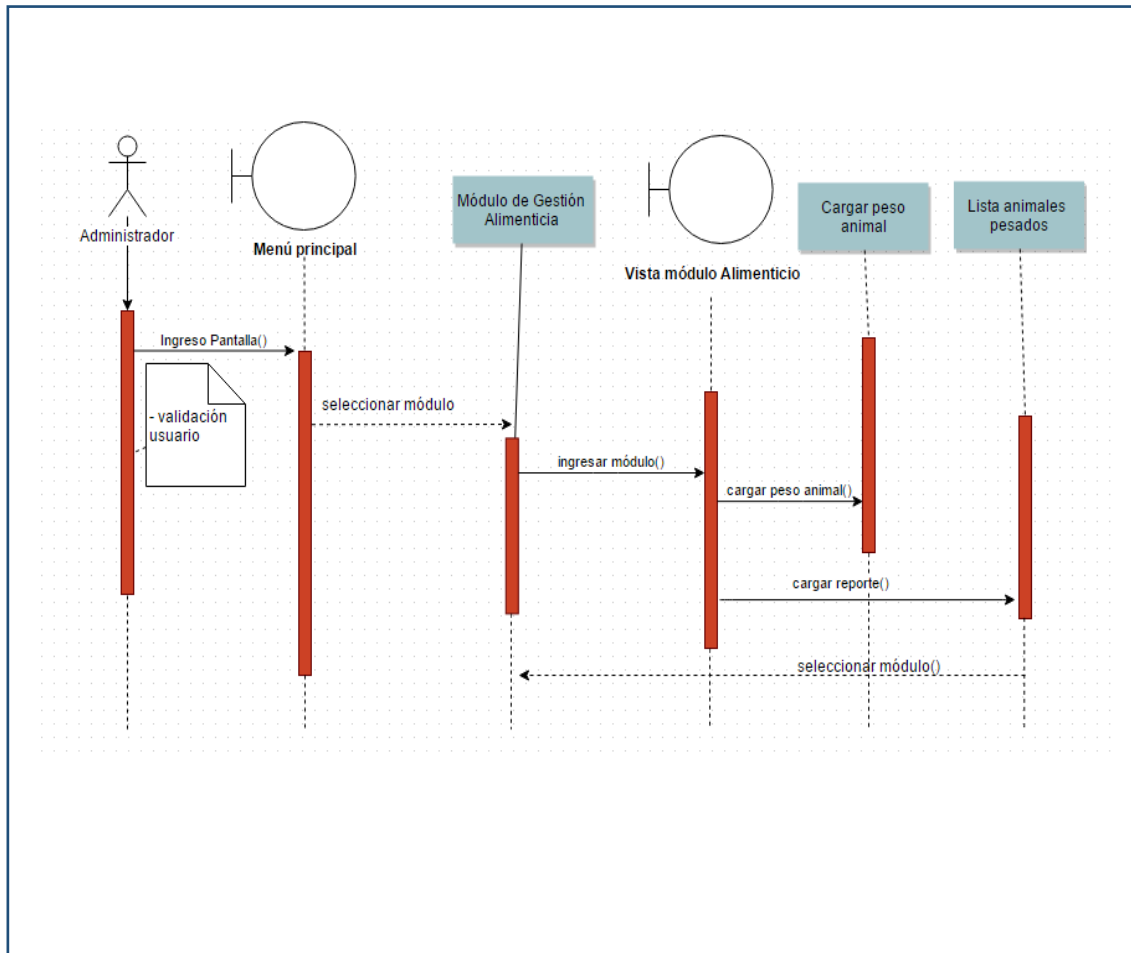 Administrador
Menú principal
Módulo de Gestión
Alimenticia
Vista módulo Alimenticio
Cargar peso
animal
Lista animales
pesados
Ingreso Pantalla()
- validación
usuario
seleccionar módulo
ingresar módulo()
cargar peso animal()
cargar reporte()
seleccionar módulo()